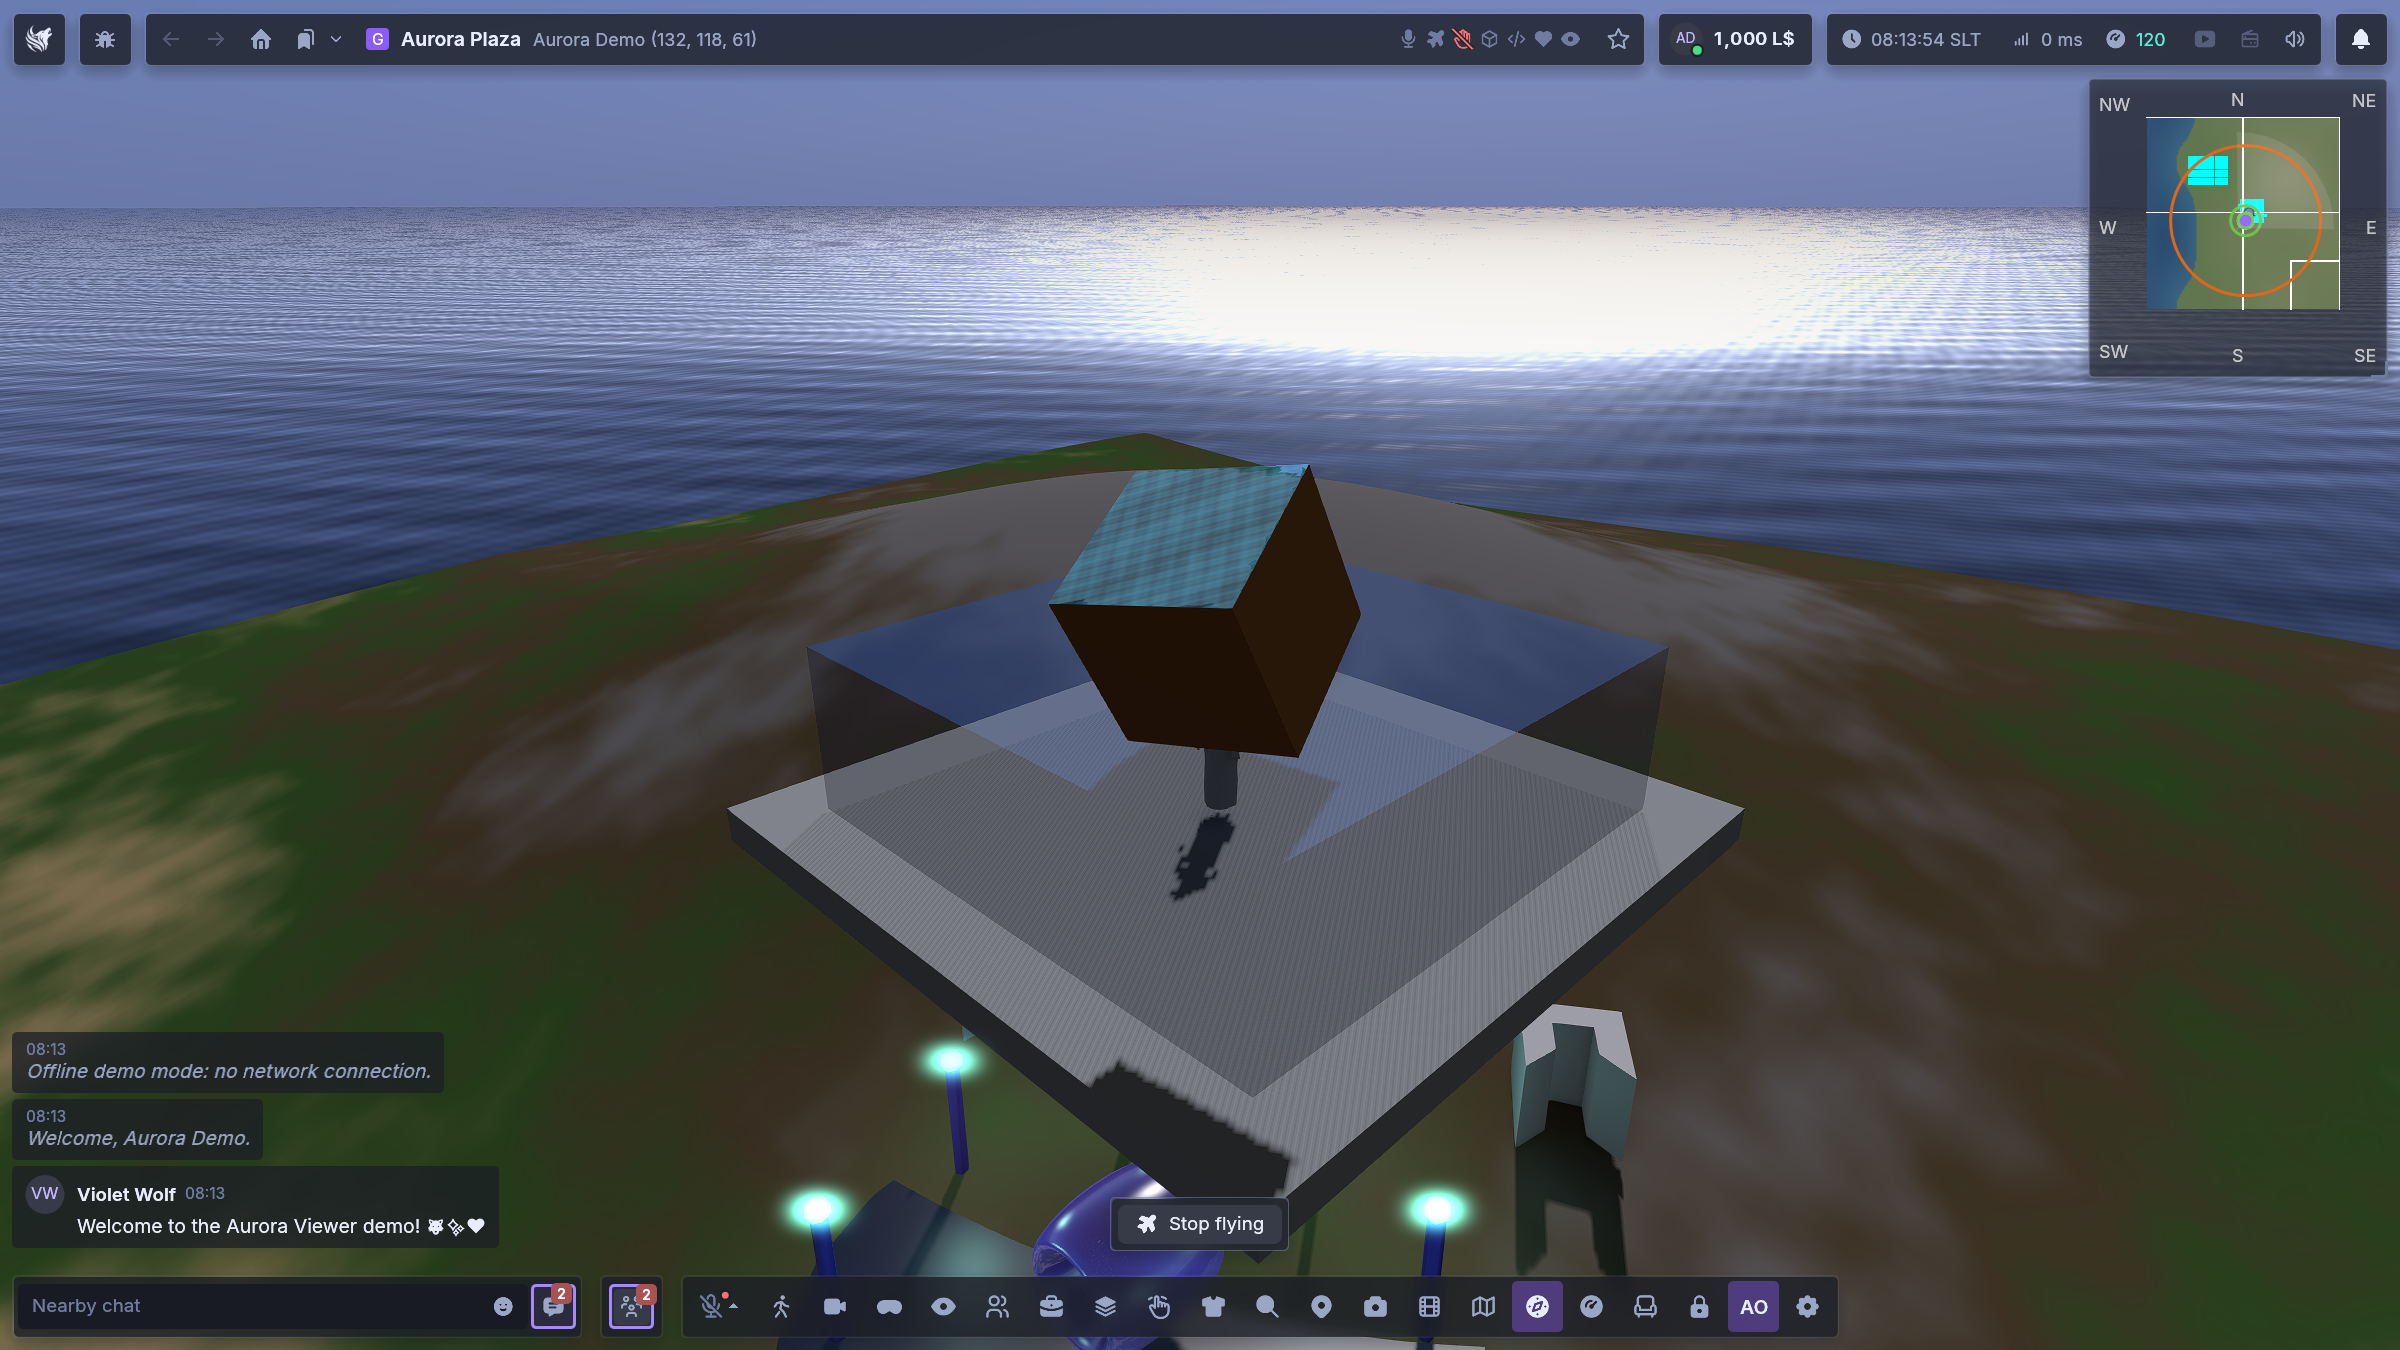 G Aurora Plaza Aurora Demo (132, 118, 61)
AD 1,000 L$
08:13:54 SLT 0 ms 120
NW N NE
W E
SW S SE
08:13
Offline demo mode: no network connection.
08:13
Welcome, Aurora Demo.
VW Violet Wolf 08:13
Welcome to the Aurora Viewer demo!
Stop flying
Nearby chat 2 2 AO